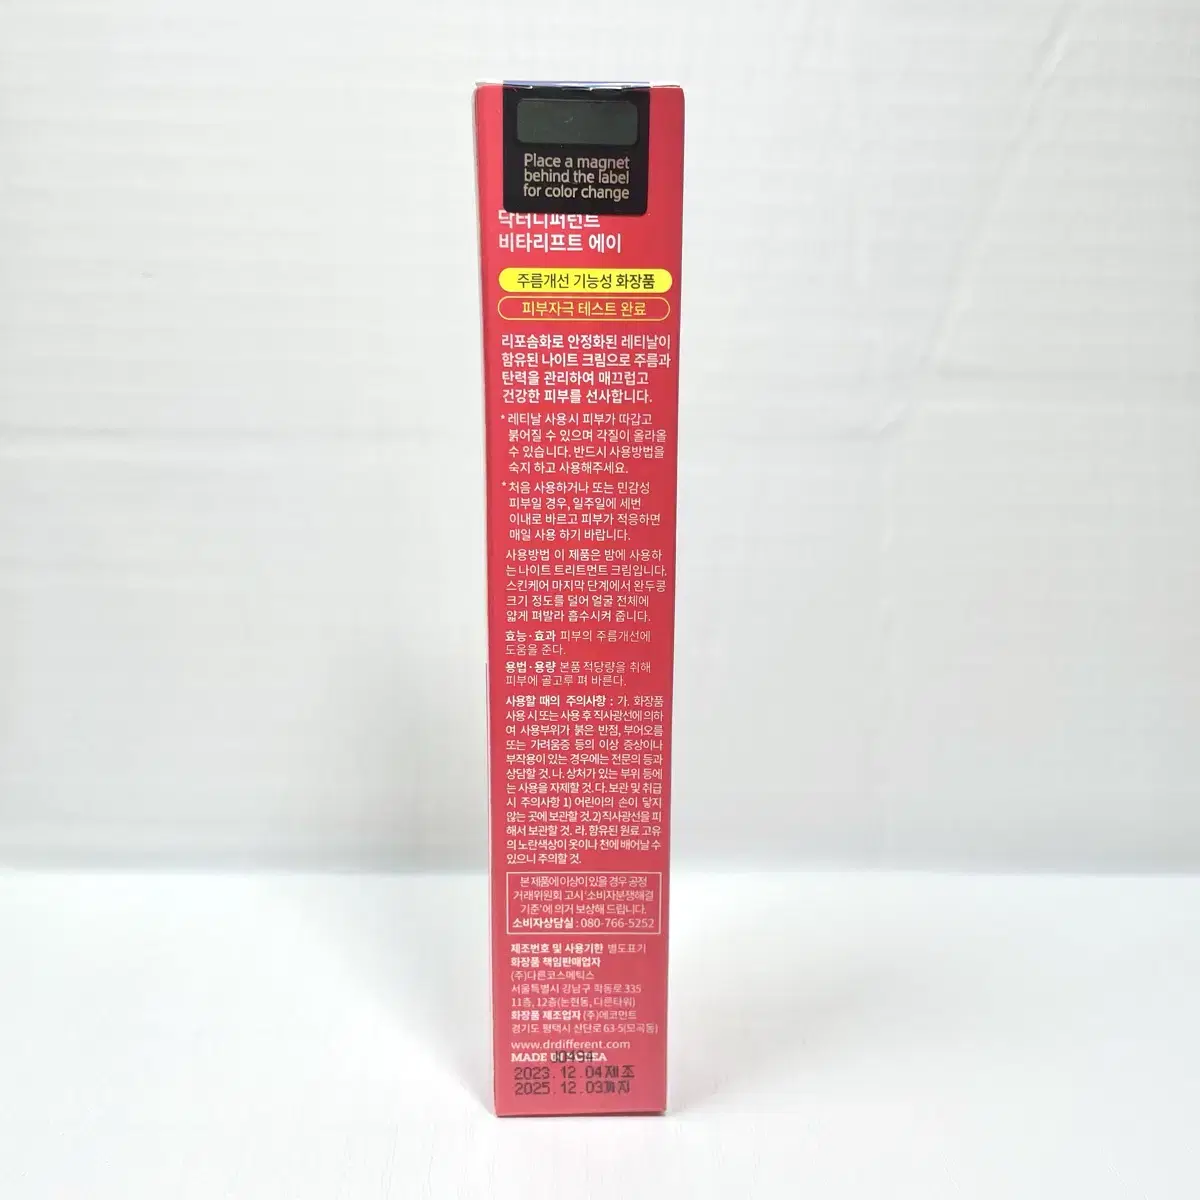 Place a magnet
behind the label
for color change
닥터디퍼런트
비타리프트 에이
주름개선 기능성 화장품
피부자극 테스트 완료
리포솜화로 안정화된 레티날이
함유된 나이트 크림으로 주름과
탄력을 관리하여 매끄럽고
건강한 피부를 선사합니다.
* 레티날 사용시 피부가 따갑고
붉어질 수 있으며 각질이 올라올
수 있습니다. 반드시 사용방법을
숙지 하고 사용해주세요.
* 처음 사용하거나 또는 민감성
피부일 경우, 일주일에 세번
이내로 바르고 피부가 적응하면
매일 사용 하기 바랍니다.
사용방법 이 제품은 밤에 사용하
는 나이트 트리트먼트 크림입니다.
스킨케어 마지막 단계에서 완두콩
크기 정도를 덜어 얼굴 전체에
얇게 펴발라 흡수시켜 줍니다.
효능·효과 피부의 주름개선에
도움을 준다.
용법·용량 본품 적당량을 취해
피부에 골고루 펴 바른다.
사용할 때의 주의사항 : 가. 화장품
사용 시 또는 사용 후 직사광선에 의하
여 사용부위가 붉은 반점, 부어오름
또는 가려움증 등의 이상 증상이나
부작용이 있는 경우에는 전문의 등과
상담할 것. 나. 상처가 있는 부위 등에
는 사용을 자제할 것. 다. 보관 및 취급
시 주의사항 1) 어린이의 손이 닿지
않는 곳에 보관할 것. 2) 직사광선을 피
해서 보관할 것. 라. 함유된 원료 고유
의 노란색상이 옷이나 천에 배어날 수
있으니 주의할 것.
본 제품에 이상이 있을 경우 공정
거래위원회 고시 '소비자분쟁해결
기준'에 의거 보상해 드립니다.
소비자상담실 : 080-766-5252
제조번호 및 사용기한 별도표기
화장품 책임판매업자
(주)다른코스메틱스
서울특별시 강남구 학동로 335
11층, 12층(논현동, 다른타워)
화장품 제조업자 (주)에코먼트
경기도 평택시 산단로 63-5(모곡동)
www.drdifferent.com
MADE IN KOREA
2023.12.04제조
2025.12.03까지